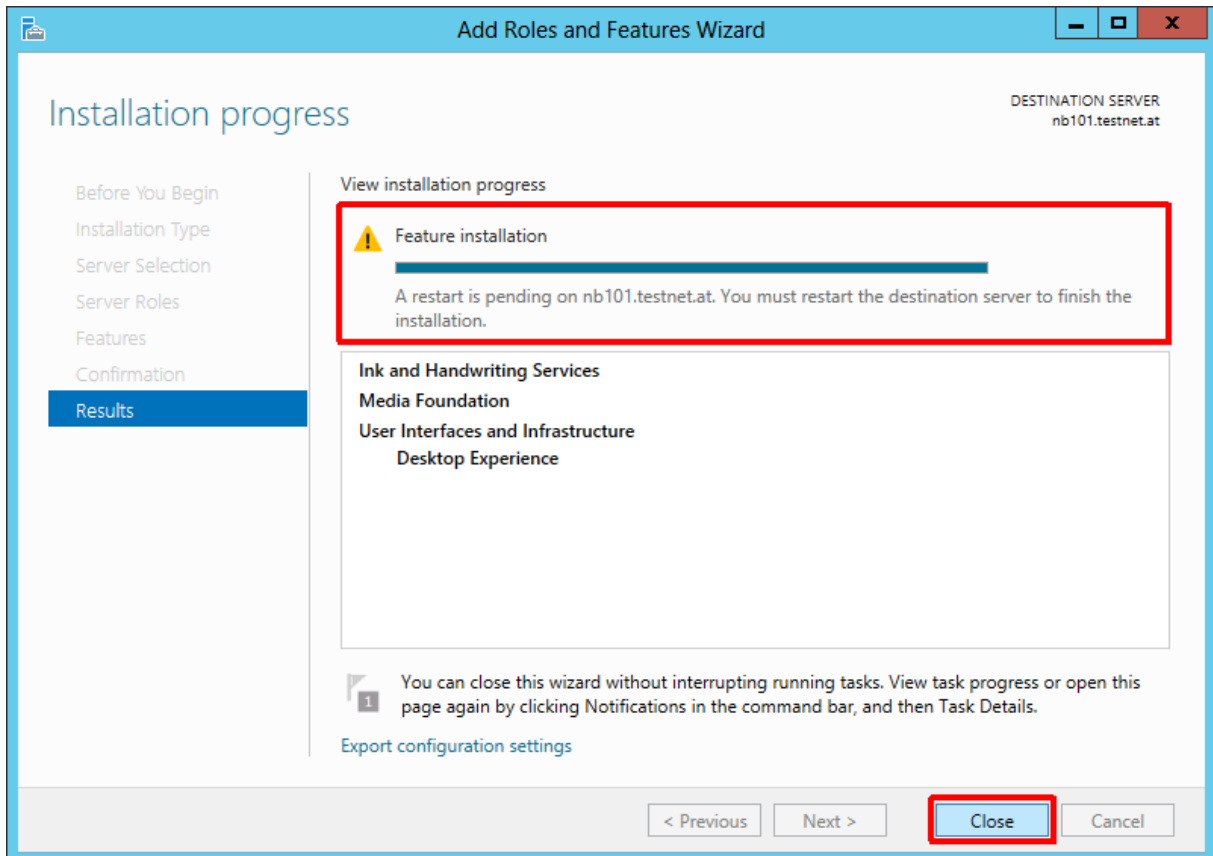 Add Roles and Features Wizard
Installation progress
DESTINATION SERVER
nb101.testnet.at
Before You Begin
Installation Type
Server Selection
Server Roles
Features
Confirmation
Results
View installation progress
Feature installation
A restart is pending on nb101.testnet.at. You must restart the destination server to finish the
installation.
Ink and Handwriting Services
Media Foundation
User Interfaces and Infrastructure
Desktop Experience
1
You can close this wizard without interrupting running tasks. View task progress or open this
page again by clicking Notifications in the command bar, and then Task Details.
Export configuration settings
< Previous
Next >
Close
Cancel